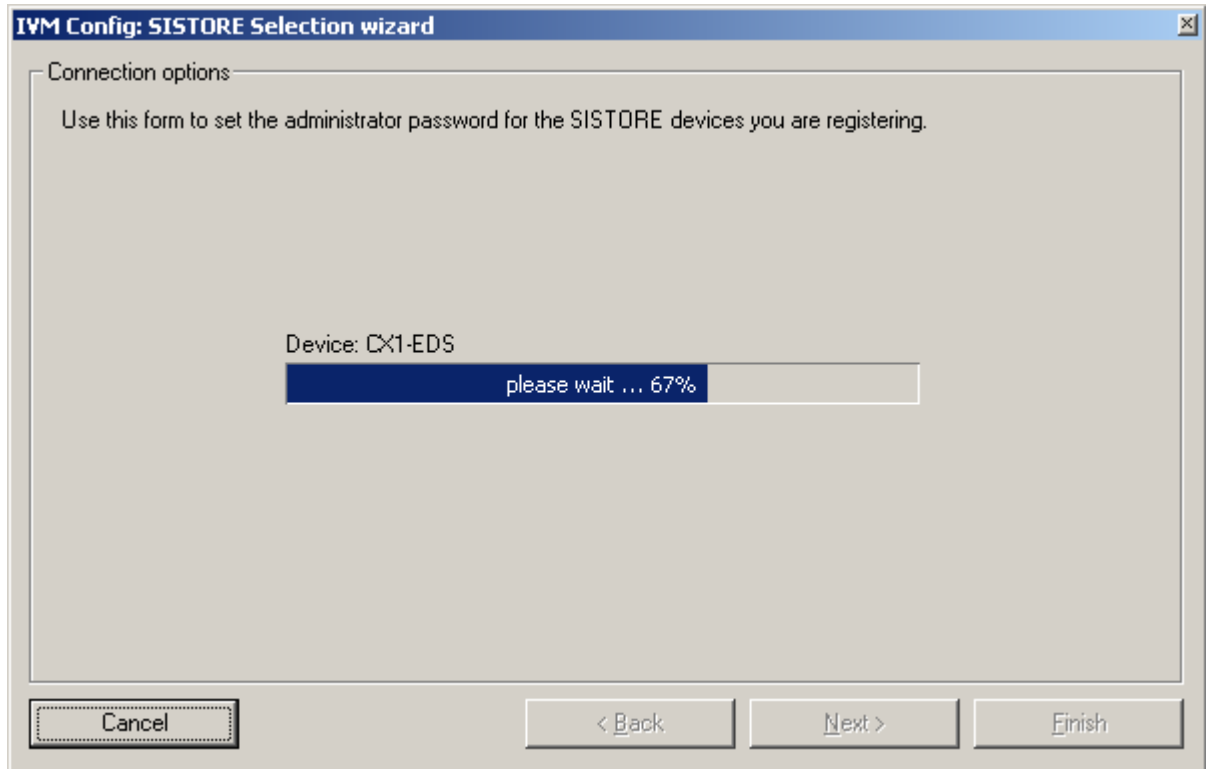 IVM Config: SISTORE Selection wizard
Connection options
Use this form to set the administrator password for the SISTORE devices you are registering.
Device: CX1-EDS
please wait ... 67%
Cancel
< Back
Next >
Finish